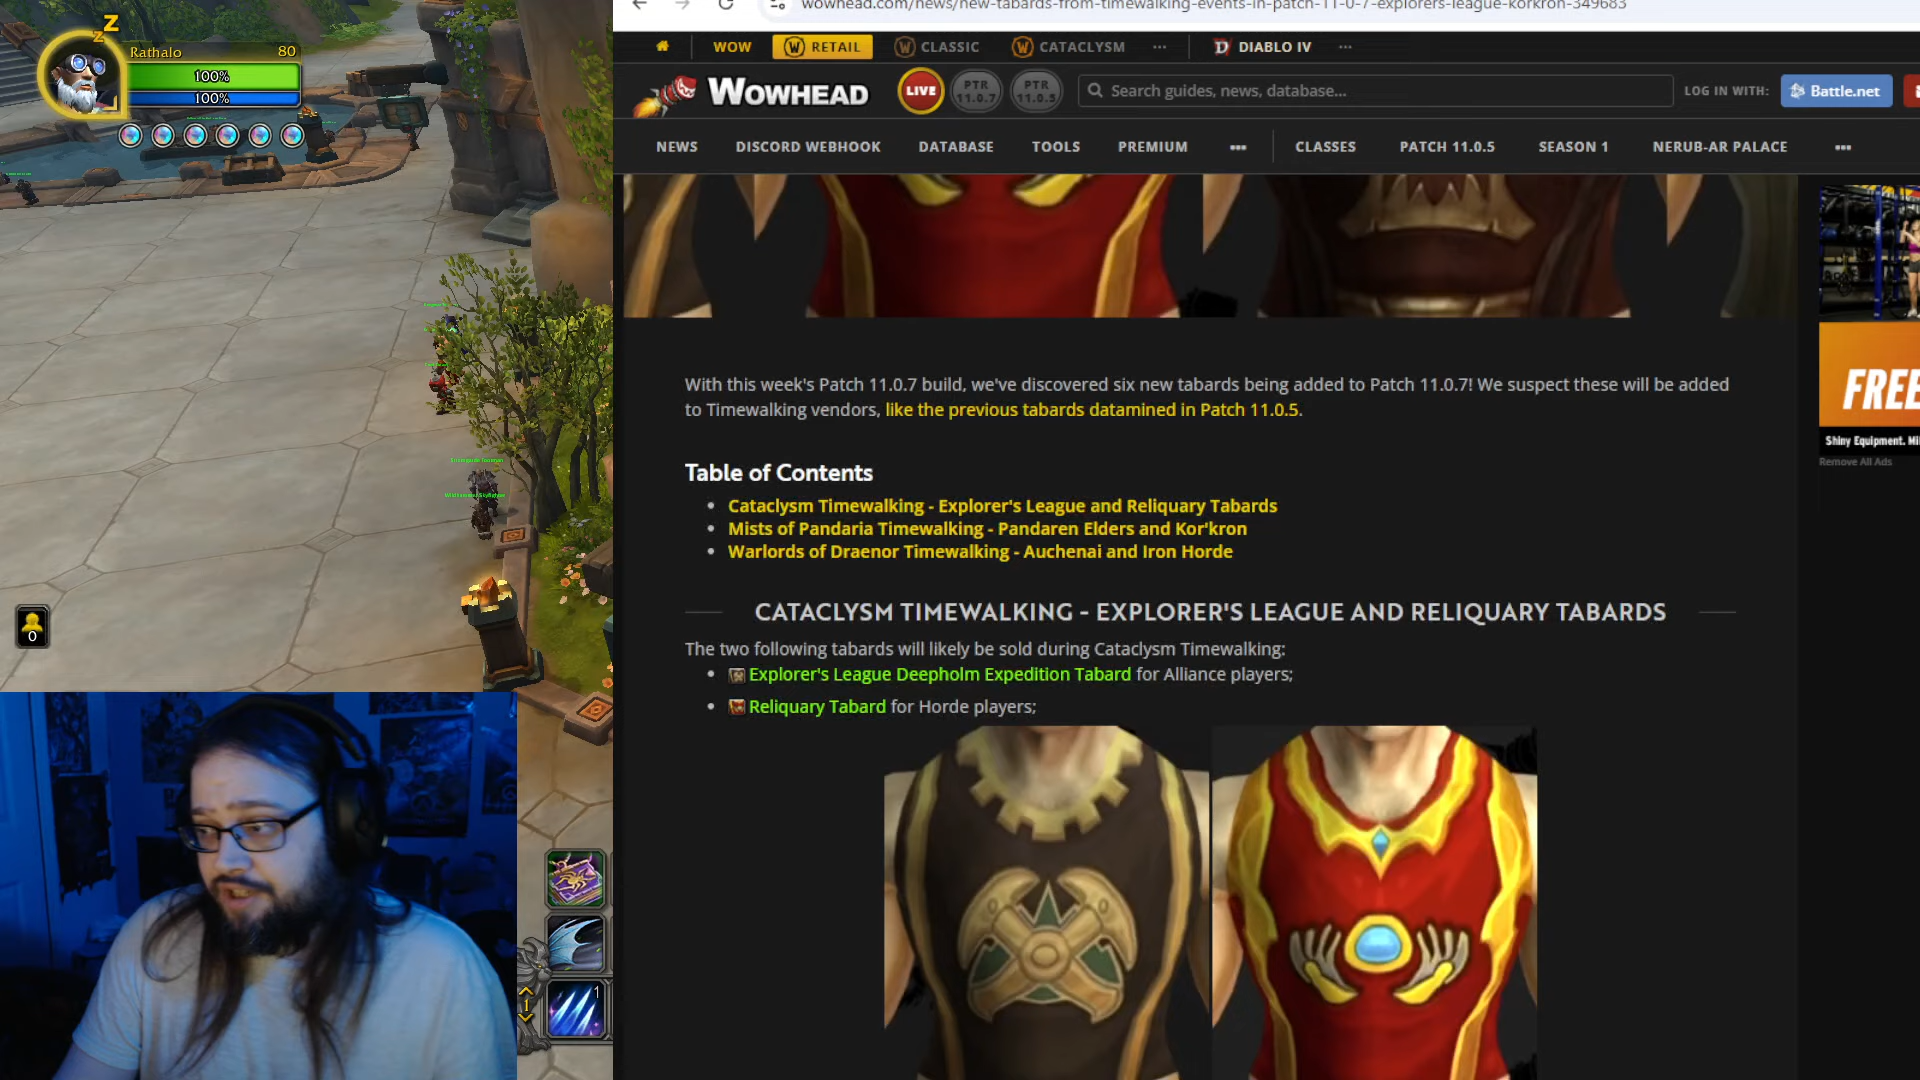 wowhead.com/news/new-tabards-from-timewalking-events-in-patch-11-0-7-explorers-league-korkron-349683
WOW
RETAIL
CLASSIC
CATACLYSM
DIABLO IV
WOWHEAD
LIVE
PTR 11.0.7
PTR 11.0.5
Search guides, news, database...
LOG IN WITH:
Battle.net
NEWS
DISCORD WEBHOOK
DATABASE
TOOLS
PREMIUM
CLASSES
PATCH 11.0.5
SEASON 1
NERUB-AR PALACE
z
Z
Rathalo
80
100%
100%
0
1
1
With this week's Patch 11.0.7 build, we've discovered six new tabards being added to Patch 11.0.7! We suspect these will be added
to Timewalking vendors, like the previous tabards datamined in Patch 11.0.5.
Table of Contents
Cataclysm Timewalking - Explorer's League and Reliquary Tabards
Mists of Pandaria Timewalking - Pandaren Elders and Kor'kron
Warlords of Draenor Timewalking - Auchenai and Iron Horde
CATACLYSM TIMEWALKING - EXPLORER'S LEAGUE AND RELIQUARY TABARDS
The two following tabards will likely be sold during Cataclysm Timewalking:
Explorer's League Deepholm Expedition Tabard for Alliance players;
Reliquary Tabard for Horde players;
FREE
Shiny Equipment.
Remove All Ads